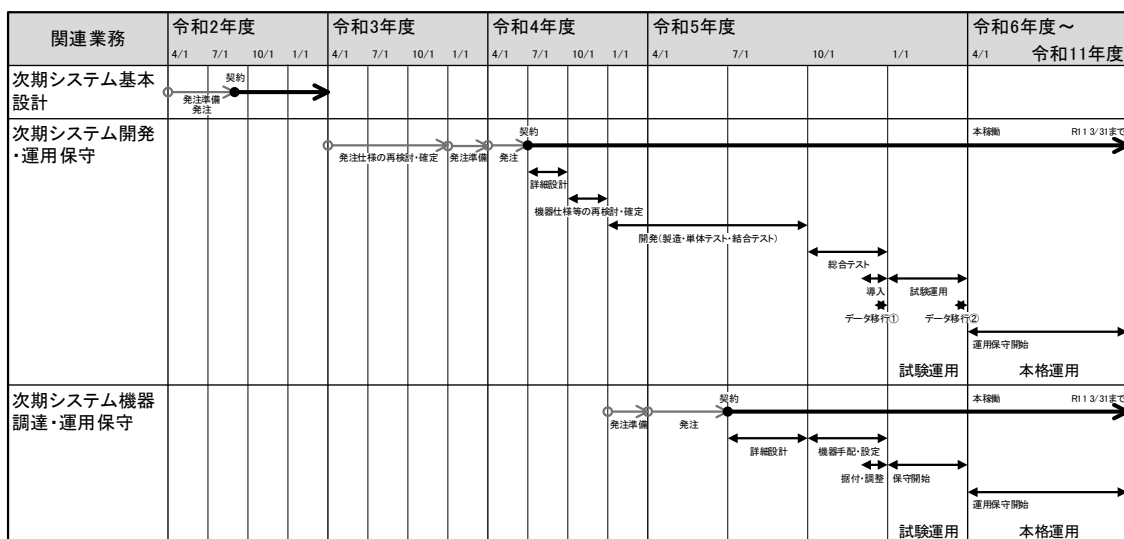 関連業務
令和2年度
令和3年度
令和4年度
令和5年度
令和6年度～
令和11年度
4/1 7/1 10/1 1/1
4/1 7/1 10/1 1/1
4/1 7/1 10/1 1/1
4/1 7/1 10/1 1/1
4/1
次期システム基本
設計
契約
発注準備
発注
次期システム開発
・運用保守
発注仕様の再検討・確定
発注準備
発注
契約
本稼働
R11 3/31まで
詳細設計
機器仕様等の再検討・確定
開発(製造・単体テスト・結合テスト)
総合テスト
導入
試験運用
データ移行①
データ移行②
運用保守開始
試験運用
本格運用
次期システム機器
調達・運用保守
発注準備
発注
契約
本稼働
R11 3/31まで
詳細設計
機器手配・設定
据付・調整
保守開始
運用保守開始
試験運用
本格運用